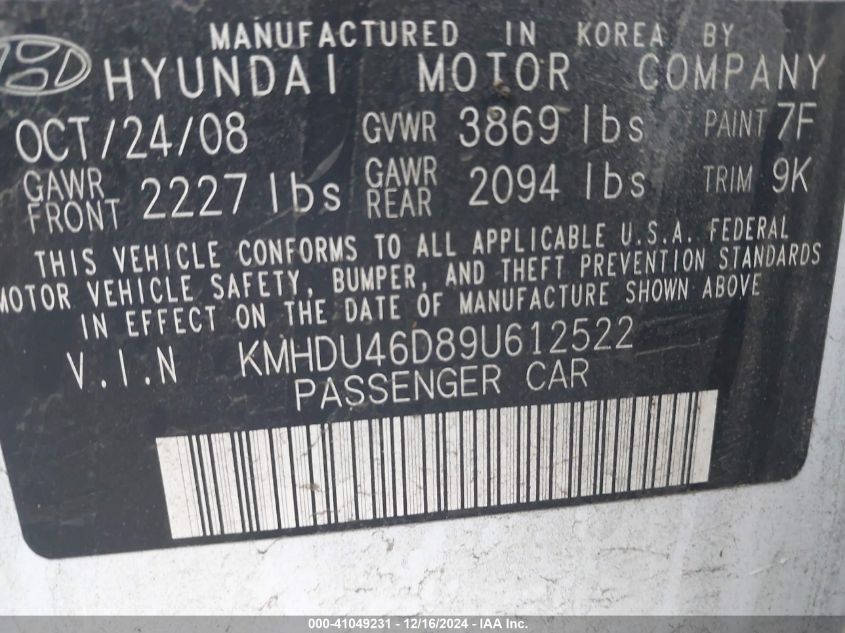 MANUFACTURED IN KOREA BY
HYUNDAI MOTOR COMPANY
OCT/24/08 GVWR 3869 lbs PAINT 7F
GAWR FRONT 2227 lbs GAWR REAR 2094 lbs TRIM 9K
THIS VEHICLE CONFORMS TO ALL APPLICABLE U.S.A. FEDERAL
MOTOR VEHICLE SAFETY, BUMPER, AND THEFT PREVENTION STANDARDS
IN EFFECT ON THE DATE OF MANUFACTURE SHOWN ABOVE
V.I.N KMHDU46D89U612522
PASSENGER CAR
000-41049231 - 12/16/2024 - IAA Inc.